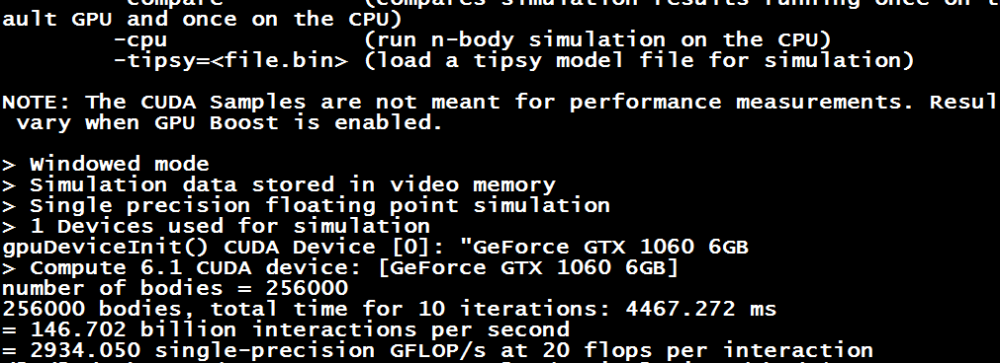 compare (compares simulation results running once on t
ault GPU and once on the CPU)
-cpu (run n-body simulation on the CPU)
-tipsy=<file.bin> (load a tipsy model file for simulation)
NOTE: The CUDA Samples are not meant for performance measurements. Resul
vary when GPU Boost is enabled.
> Windowed mode
> Simulation data stored in video memory
> Single precision floating point simulation
> 1 Devices used for simulation
gpuDeviceInit() CUDA Device [0]: "GeForce GTX 1060 6GB
> Compute 6.1 CUDA device: [GeForce GTX 1060 6GB]
number of bodies = 256000
256000 bodies, total time for 10 iterations: 4467.272 ms
= 146.702 billion interactions per second
= 2934.050 single-precision GFLOP/s at 20 flops per interaction